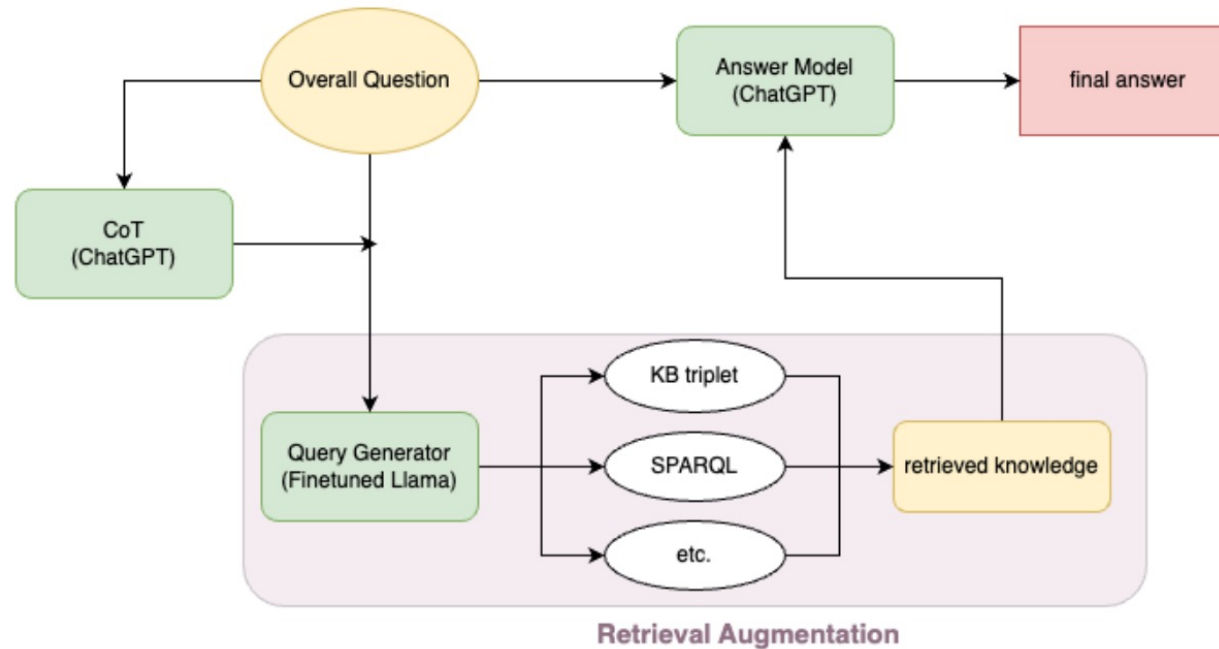 Overall Question
Answer Model
(ChatGPT)
final answer
CoT
(ChatGPT)
Query Generator
(Finetuned Llama)
KB triplet
SPARQL
etc.
retrieved knowledge
Retrieval Augmentation